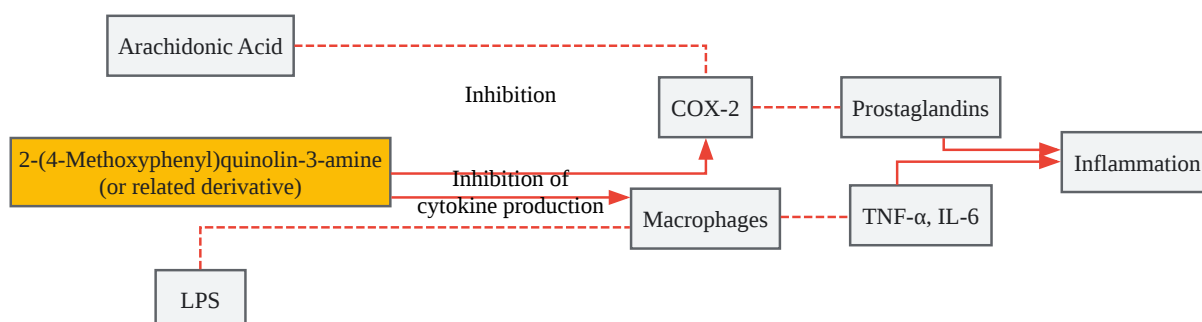 Arachidonic Acid
Inhibition
COX-2
Prostaglandins
2-(4-Methoxyphenyl)quinolin-3-amine
(or related derivative)
Inflammation
Inhibition of
cytokine production
Macrophages
TNF-α, IL-6
LPS